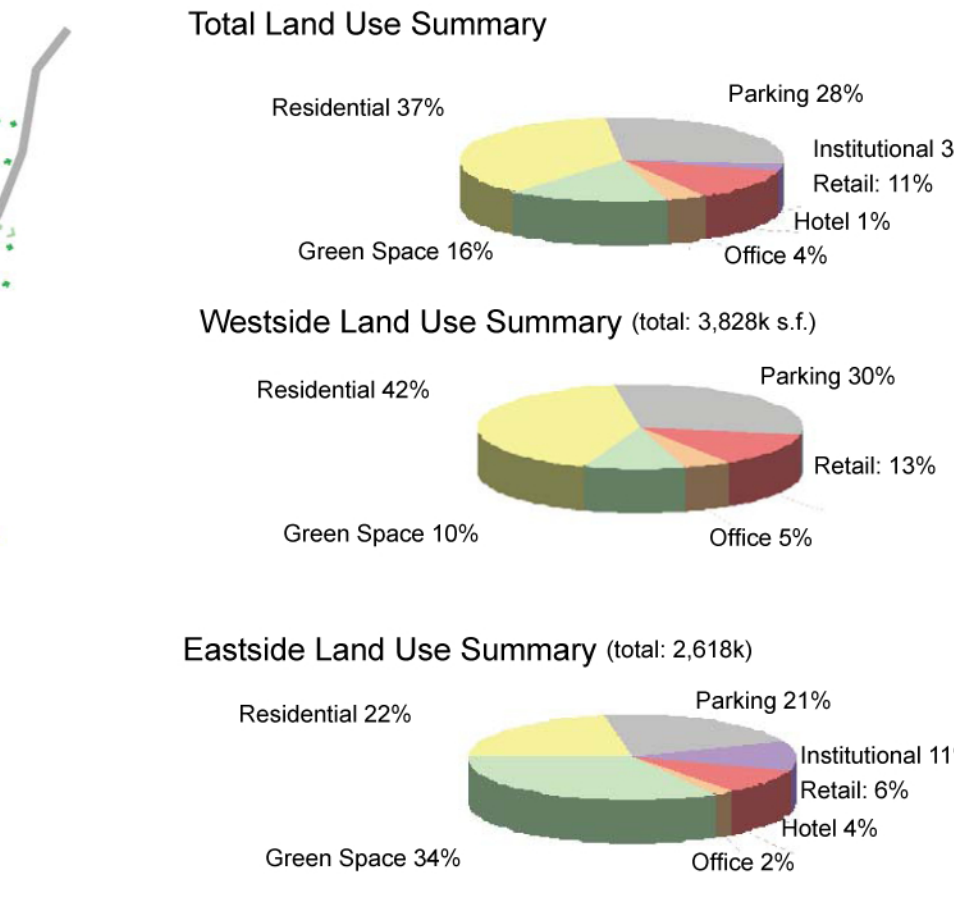 Total Land Use Summary
Residential 37%
Parking 28%
Institutional 3
Retail: 11%
Hotel 1%
Office 4%
Green Space 16%
Westside Land Use Summary (total: 3,828k s.f.)
Residential 42%
Parking 30%
Retail: 13%
Office 5%
Green Space 10%
Eastside Land Use Summary (total: 2,618k)
Residential 22%
Parking 21%
Institutional 11
Retail: 6%
Hotel 4%
Office 2%
Green Space 34%